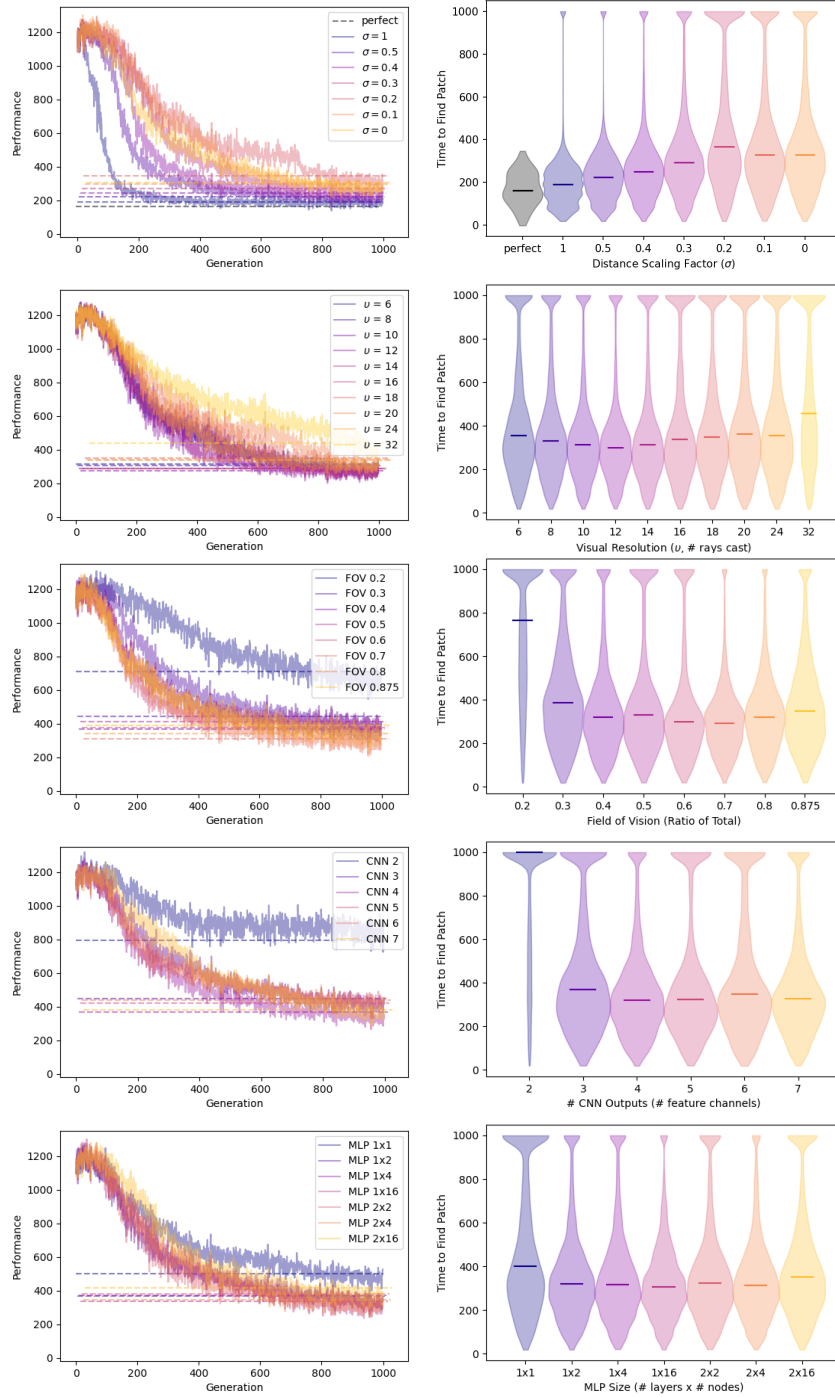 1200
1000
800
600
400
200
0
Performance
0 200 400 600 800 1000
Generation
perfect
σ = 1
σ = 0.5
σ = 0.4
σ = 0.3
σ = 0.2
σ = 0.1
σ = 0
1000
800
600
400
200
0
Time to Find Patch
perfect 1 0.5 0.4 0.3 0.2 0.1 0
Distance Scaling Factor (σ)
1200
1000
800
600
400
200
0
Performance
0 200 400 600 800 1000
Generation
υ = 6
υ = 8
υ = 10
υ = 12
υ = 14
υ = 16
υ = 18
υ = 20
υ = 24
υ = 32
1000
800
600
400
200
0
Time to Find Patch
6 8 10 12 14 16 18 20 24 32
Visual Resolution (υ, # rays cast)
1200
1000
800
600
400
200
0
Performance
0 200 400 600 800 1000
Generation
FOV 0.2
FOV 0.3
FOV 0.4
FOV 0.5
FOV 0.6
FOV 0.7
FOV 0.8
FOV 0.875
1000
800
600
400
200
0
Time to Find Patch
0.2 0.3 0.4 0.5 0.6 0.7 0.8 0.875
Field of Vision (Ratio of Total)
1200
1000
800
600
400
200
0
Performance
0 200 400 600 800 1000
Generation
CNN 2
CNN 3
CNN 4
CNN 5
CNN 6
CNN 7
1000
800
600
400
200
0
Time to Find Patch
2 3 4 5 6 7
# CNN Outputs (# feature channels)
1200
1000
800
600
400
200
0
Performance
0 200 400 600 800 1000
Generation
MLP 1x1
MLP 1x2
MLP 1x4
MLP 1x16
MLP 2x2
MLP 2x4
MLP 2x16
1000
800
600
400
200
0
Time to Find Patch
1x1 1x2 1x4 1x16 2x2 2x4 2x16
MLP Size (# layers x # nodes)